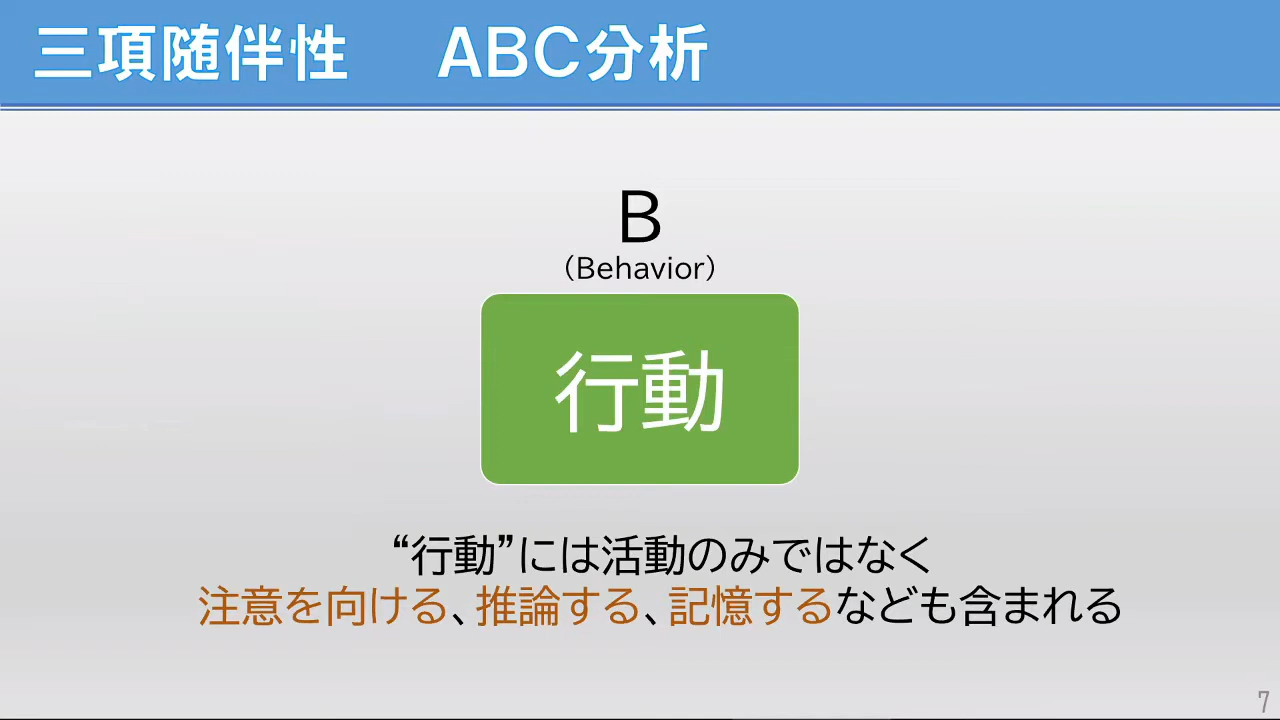 三項随伴性　ABC分析
B
（Behavior）
行動
“行動”には活動のみではなく
注意を向ける、推論する、記憶するなども含まれる
7